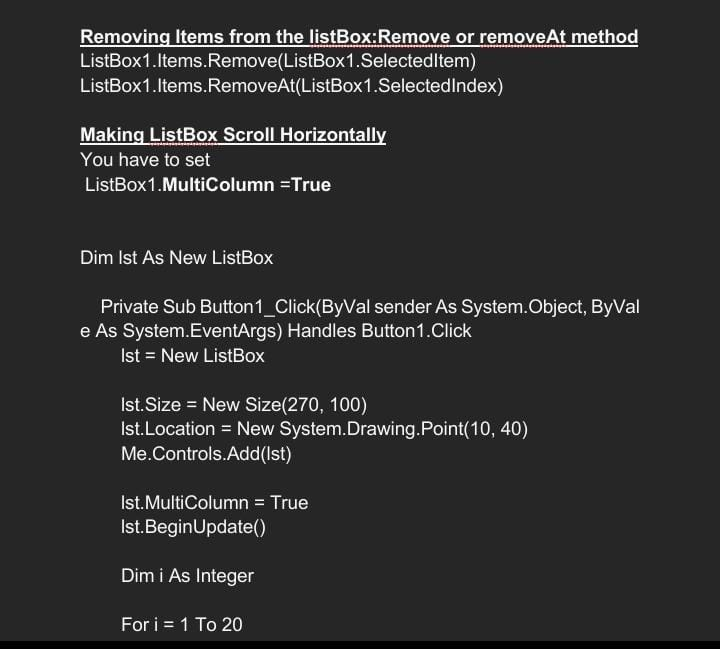 Removing Items from the listBox:Remove or removeAt method
ListBox1.Items.Remove(ListBox1.SelectedItem)
ListBox1.Items.RemoveAt(ListBox1.SelectedIndex)
Making ListBox Scroll Horizontally
You have to set
ListBox1.MultiColumn =True
Dim lst As New ListBox
Private Sub Button1_Click(ByVal sender As System.Object, ByVal
e As System.EventArgs) Handles Button1.Click
lst = New ListBox
lst.Size = New Size(270, 100)
lst.Location = New System.Drawing.Point(10, 40)
Me.Controls.Add(lst)
lst.MultiColumn = True
lst.BeginUpdate()
Dim i As Integer
For i = 1 To 20